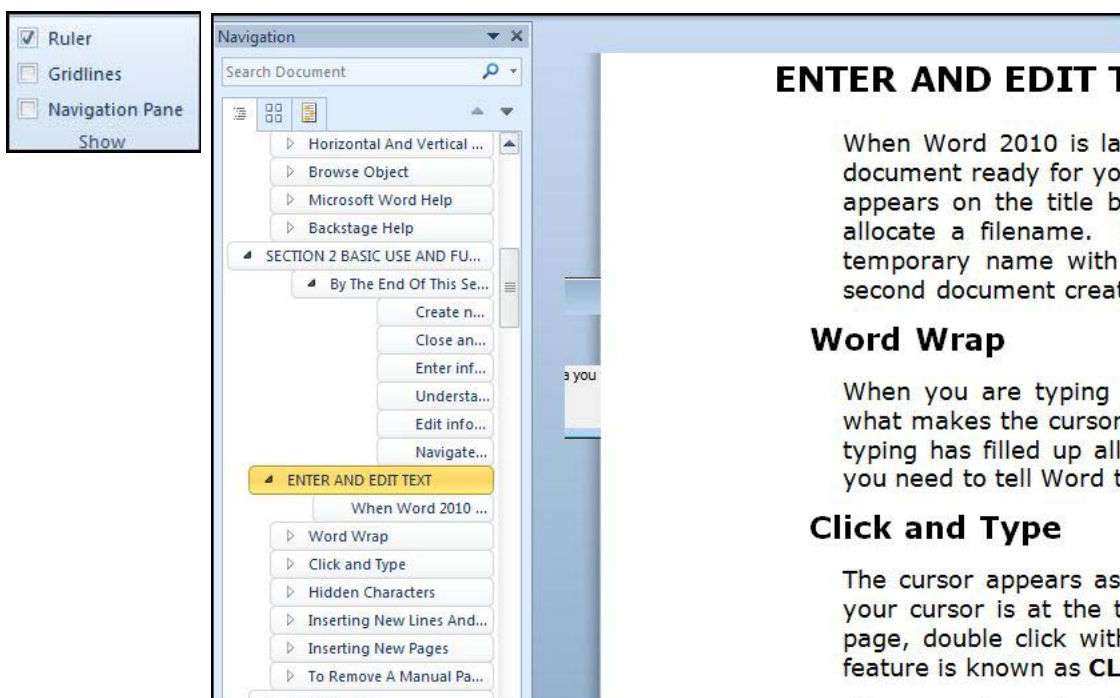 Ruler
Gridlines
Navigation Pane
Show
Navigation
Search Document
Horizontal And Vertical ...
Browse Object
Microsoft Word Help
Backstage Help
SECTION 2 BASIC USE AND FU...
By The End Of This Se...
Create n...
Close an...
Enter inf...
Understa...
Edit info...
Navigate...
ENTER AND EDIT TEXT
When Word 2010 ...
Word Wrap
Click and Type
Hidden Characters
Inserting New Lines And...
Inserting New Pages
To Remove A Manual Pa...
a you
ENTER AND EDIT T
When Word 2010 is la
document ready for yo
appears on the title b
allocate a filename.
temporary name with
second document creat
Word Wrap
When you are typing
what makes the cursor
typing has filled up all
you need to tell Word t
Click and Type
The cursor appears as
your cursor is at the t
page, double click with
feature is known as CL